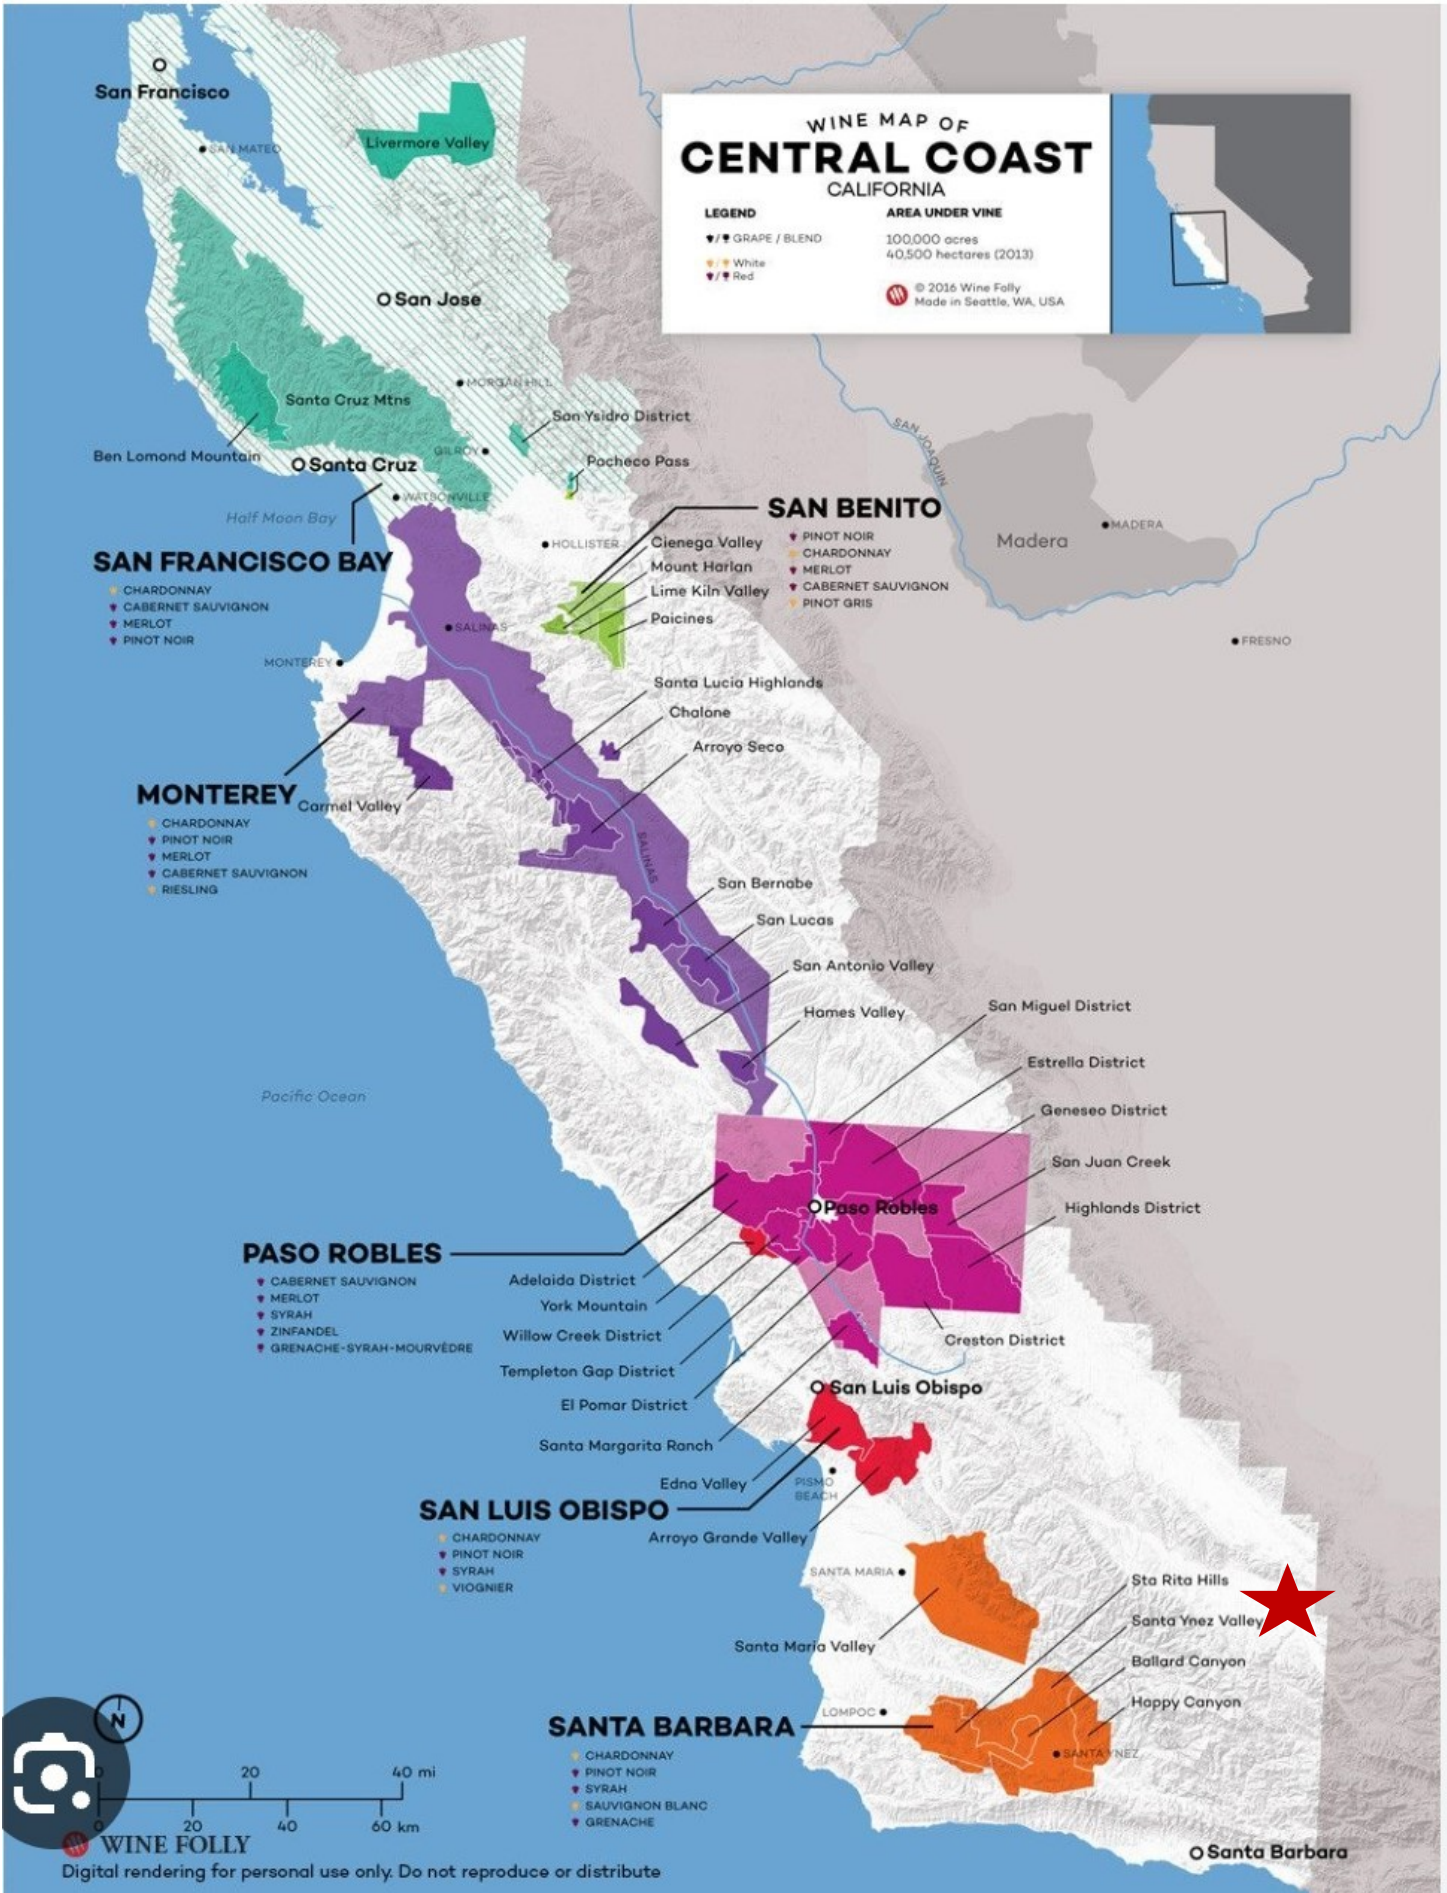 San Francisco
SAN MATEO
Livermore Valley
WINE MAP OF
CENTRAL COAST
CALIFORNIA
LEGEND
/ GRAPE / BLEND
/ White
/ Red
AREA UNDER VINE
100,000 acres
40,500 hectares (2013)
© 2016 Wine Folly
Made in Seattle, WA, USA
San Jose
MORGAN HILL
Santa Cruz Mtns
San Ysidro District
Ben Lomond Mountain
GILROY
Santa Cruz
Pacheco Pass
WATSONVILLE
Half Moon Bay
SAN JOAQUIN
Madera
MADERA
FRESNO
HOLLISTER
SAN BENITO
PINOT NOIR
CHARDONNAY
MERLOT
CABERNET SAUVIGNON
PINOT GRIS
Cienega Valley
Mount Harlan
Lime Kiln Valley
Paicines
SAN FRANCISCO BAY
CHARDONNAY
CABERNET SAUVIGNON
MERLOT
PINOT NOIR
SALINAS
MONTEREY
Santa Lucia Highlands
Chalone
Arroyo Seco
MONTEREY
CHARDONNAY
PINOT NOIR
MERLOT
CABERNET SAUVIGNON
RIESLING
Carmel Valley
SALINAS
San Bernabe
San Lucas
San Antonio Valley
Hames Valley
San Miguel District
Estrella District
Geneseo District
San Juan Creek
Highlands District
Pacific Ocean
Paso Robles
PASO ROBLES
CABERNET SAUVIGNON
MERLOT
SYRAH
ZINFANDEL
GRENACHE-SYRAH-MOURVÈDRE
Adelaida District
York Mountain
Willow Creek District
Templeton Gap District
El Pomar District
Santa Margarita Ranch
Creston District
San Luis Obispo
Edna Valley
PISMO
BEACH
SAN LUIS OBISPO
CHARDONNAY
PINOT NOIR
SYRAH
VIOGNIER
Arroyo Grande Valley
SANTA MARIA
Santa Maria Valley
Sta Rita Hills
Santa Ynez Valley
Ballard Canyon
Happy Canyon
LOMPOC
SANTA YNEZ
SANTA BARBARA
CHARDONNAY
PINOT NOIR
SYRAH
SAUVIGNON BLANC
GRENACHE
Santa Barbara
N
0 20 40 mi
0 20 40 60 km
WINE FOLLY
Digital rendering for personal use only. Do not reproduce or distribute